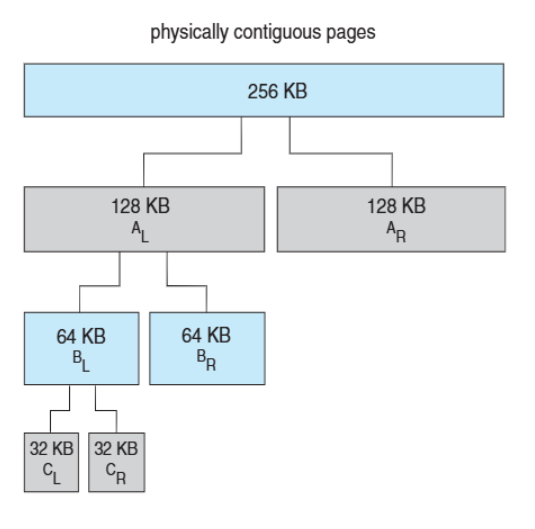 physically contiguous pages
256 KB
128 KB
AL
128 KB
AR
64 KB
BL
64 KB
BR
32 KB
CL
32 KB
CR